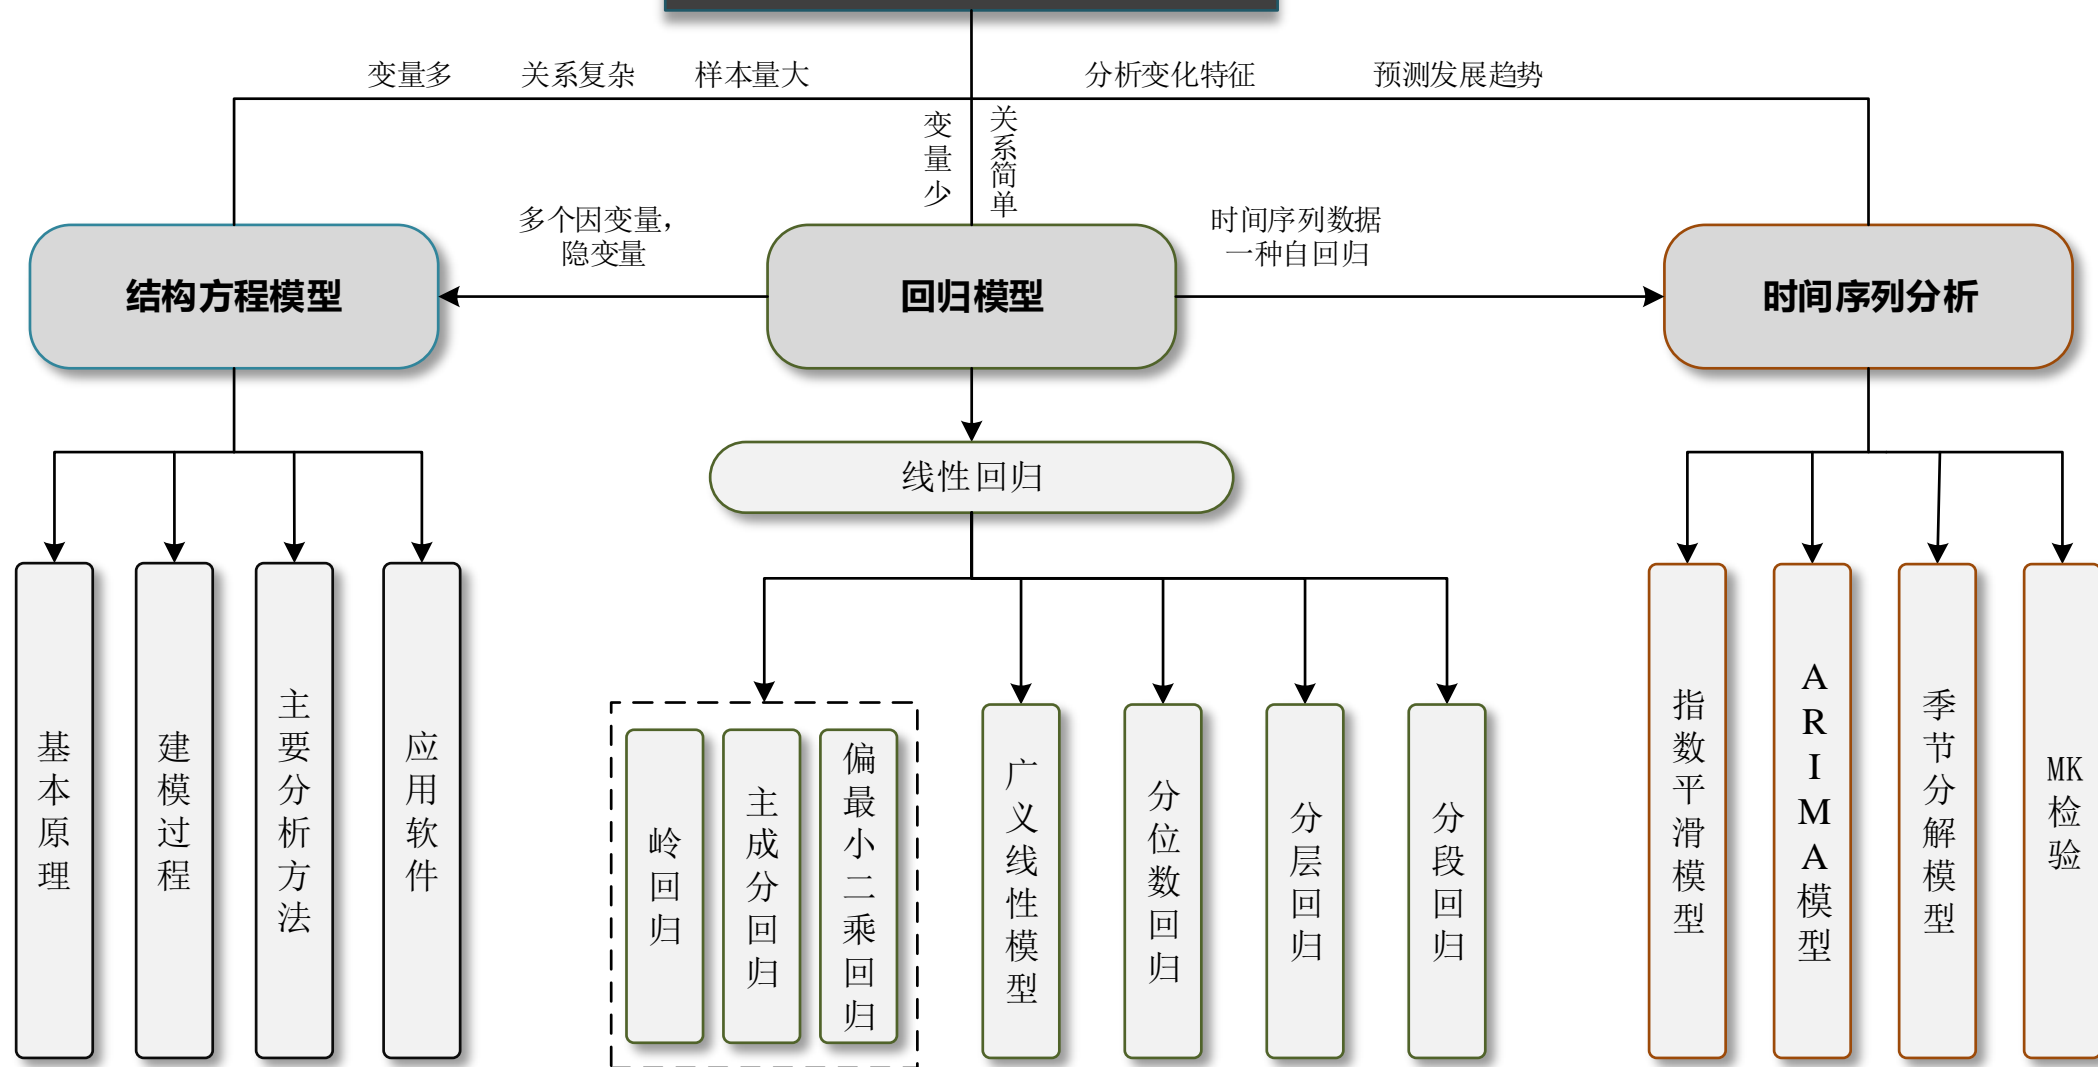 变量多 关系复杂 样本量大 分析变化特征 预测发展趋势
变量少
关系简单
多个因变量，
隐变量
时间序列数据
一种自回归
结构方程模型
回归模型
时间序列分析
线性回归
基本原理
建模过程
主要分析方法
应用软件
岭回归
主成分回归
偏最小二乘回归
广义线性模型
分位数回归
分层回归
分段回归
指数平滑模型
ARIMA模型
季节分解模型
MK检验